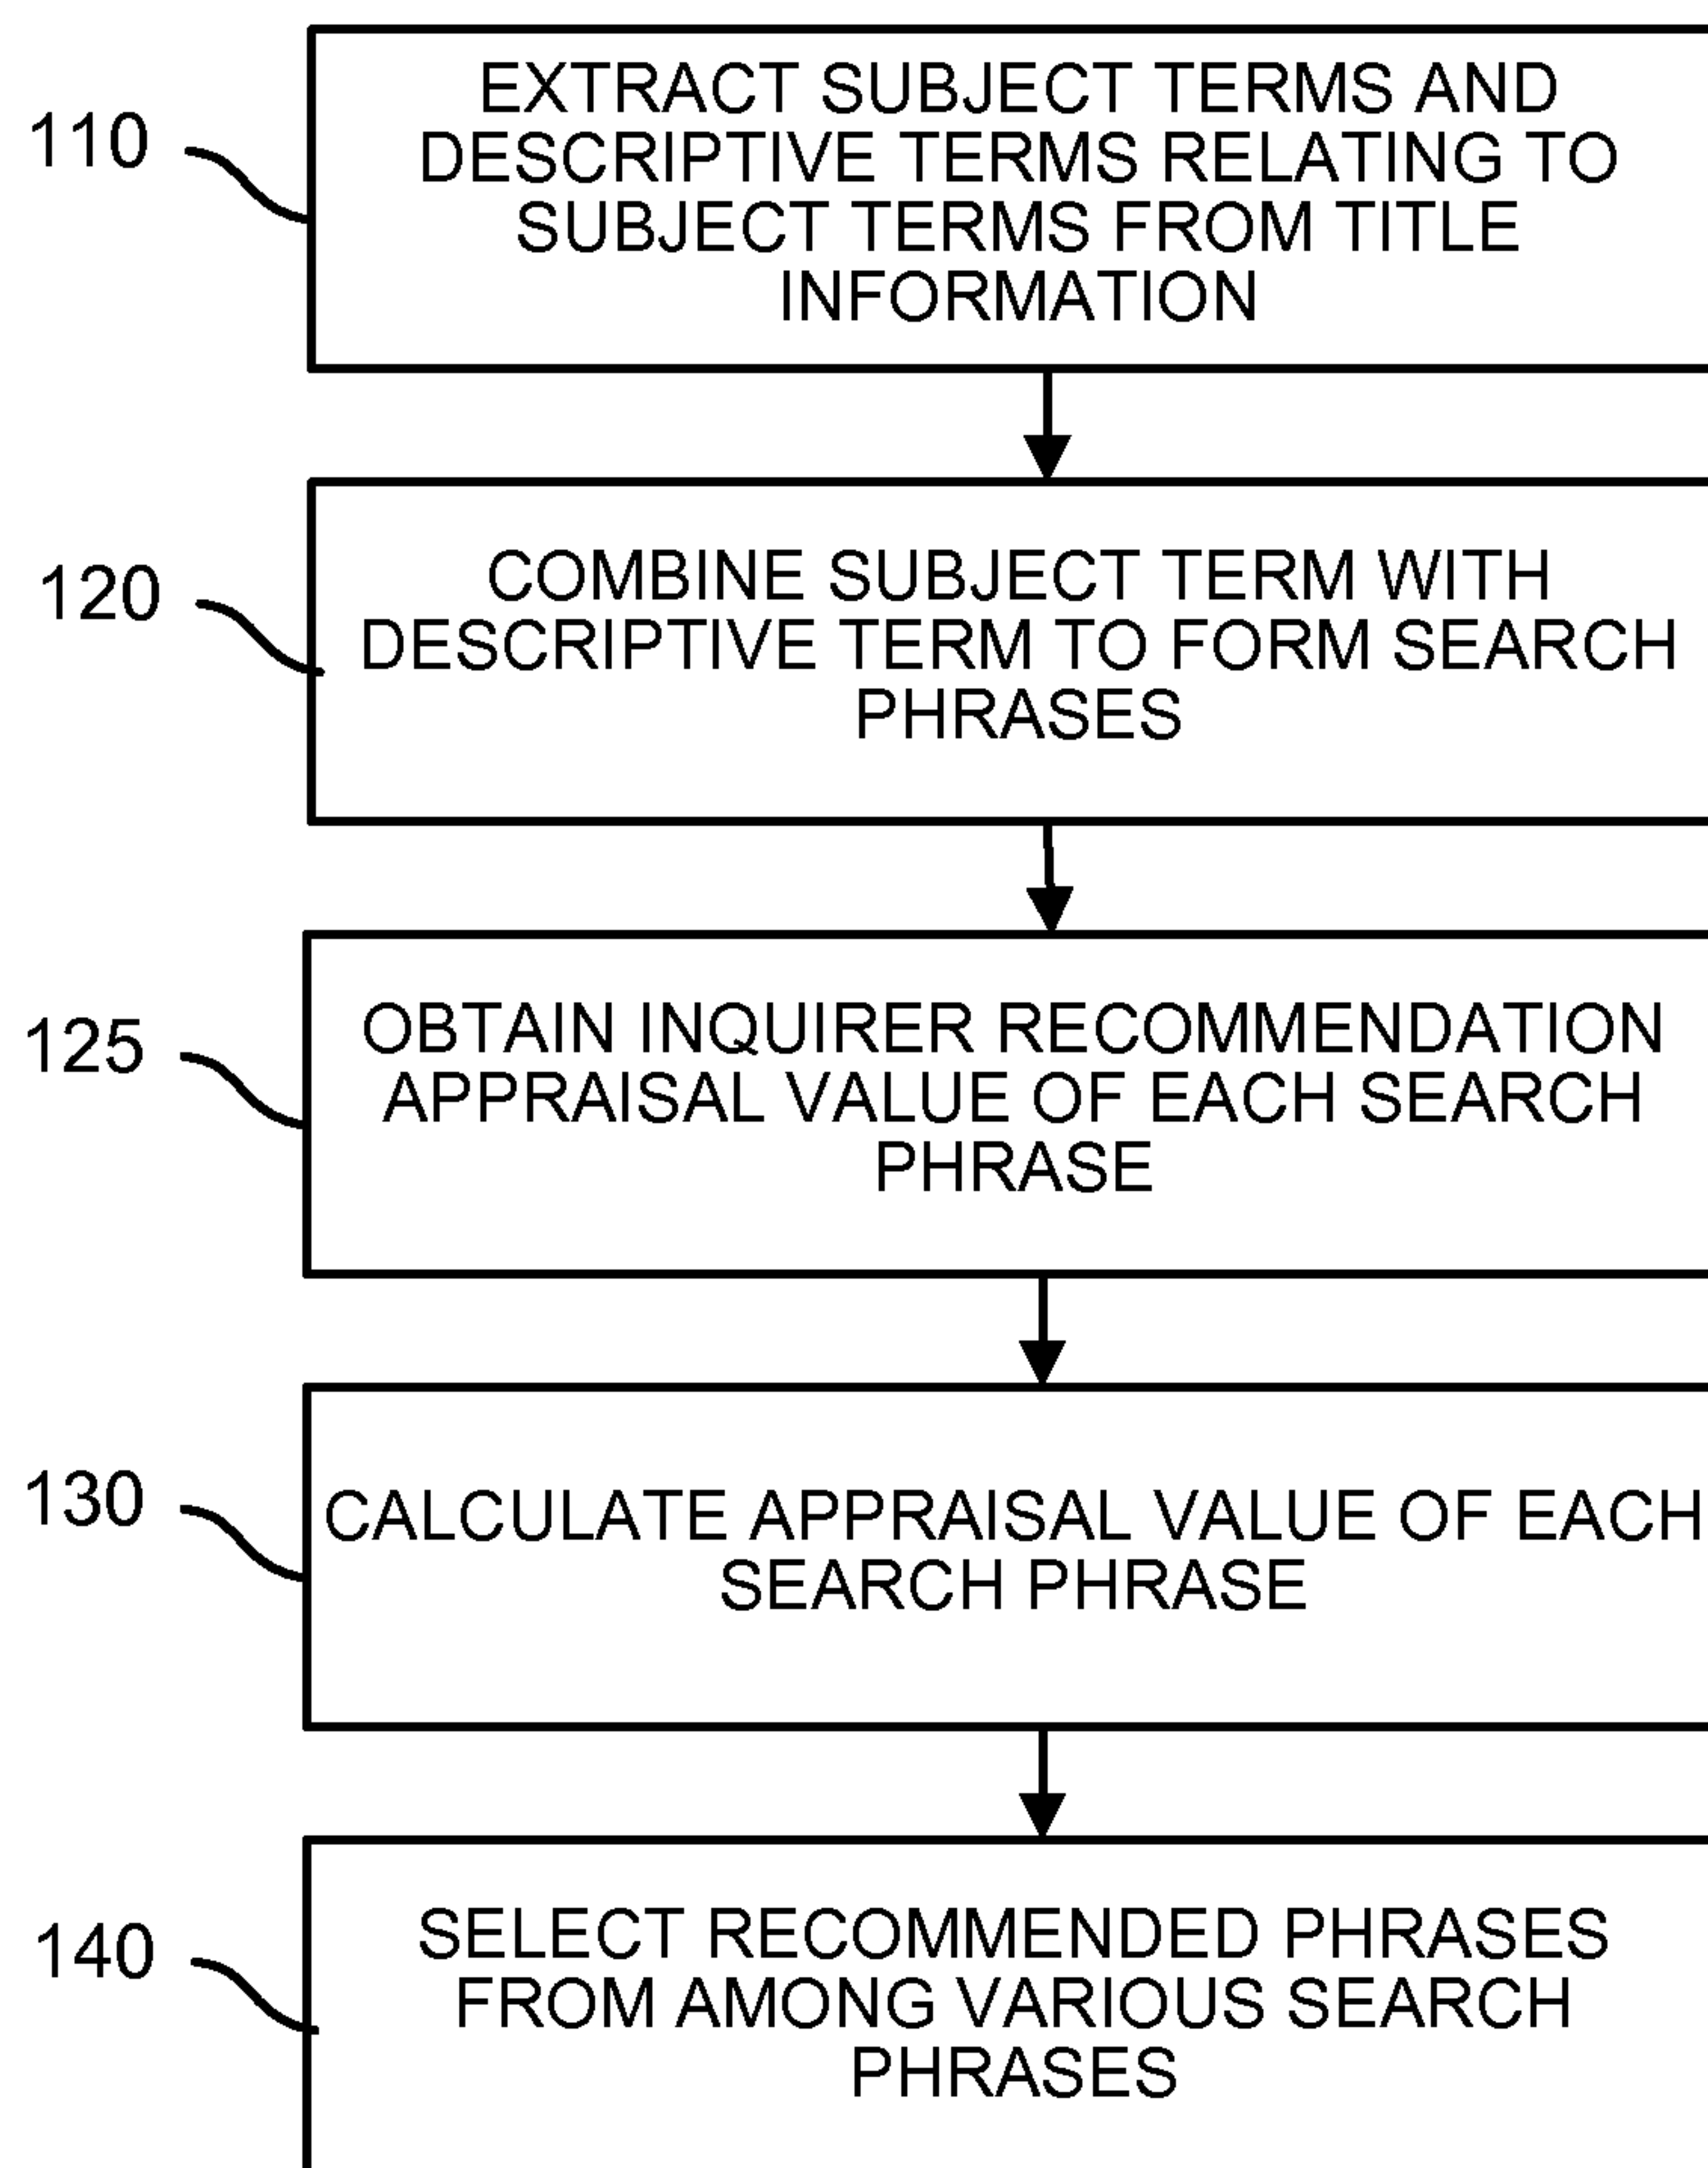 110
EXTRACT SUBJECT TERMS AND
DESCRIPTIVE TERMS RELATING TO
SUBJECT TERMS FROM TITLE
INFORMATION
120
COMBINE SUBJECT TERM WITH
DESCRIPTIVE TERM TO FORM SEARCH
PHRASES
125
OBTAIN INQUIRER RECOMMENDATION
APPRAISAL VALUE OF EACH SEARCH
PHRASE
130
CALCULATE APPRAISAL VALUE OF EACH
SEARCH PHRASE
140
SELECT RECOMMENDED PHRASES
FROM AMONG VARIOUS SEARCH
PHRASES